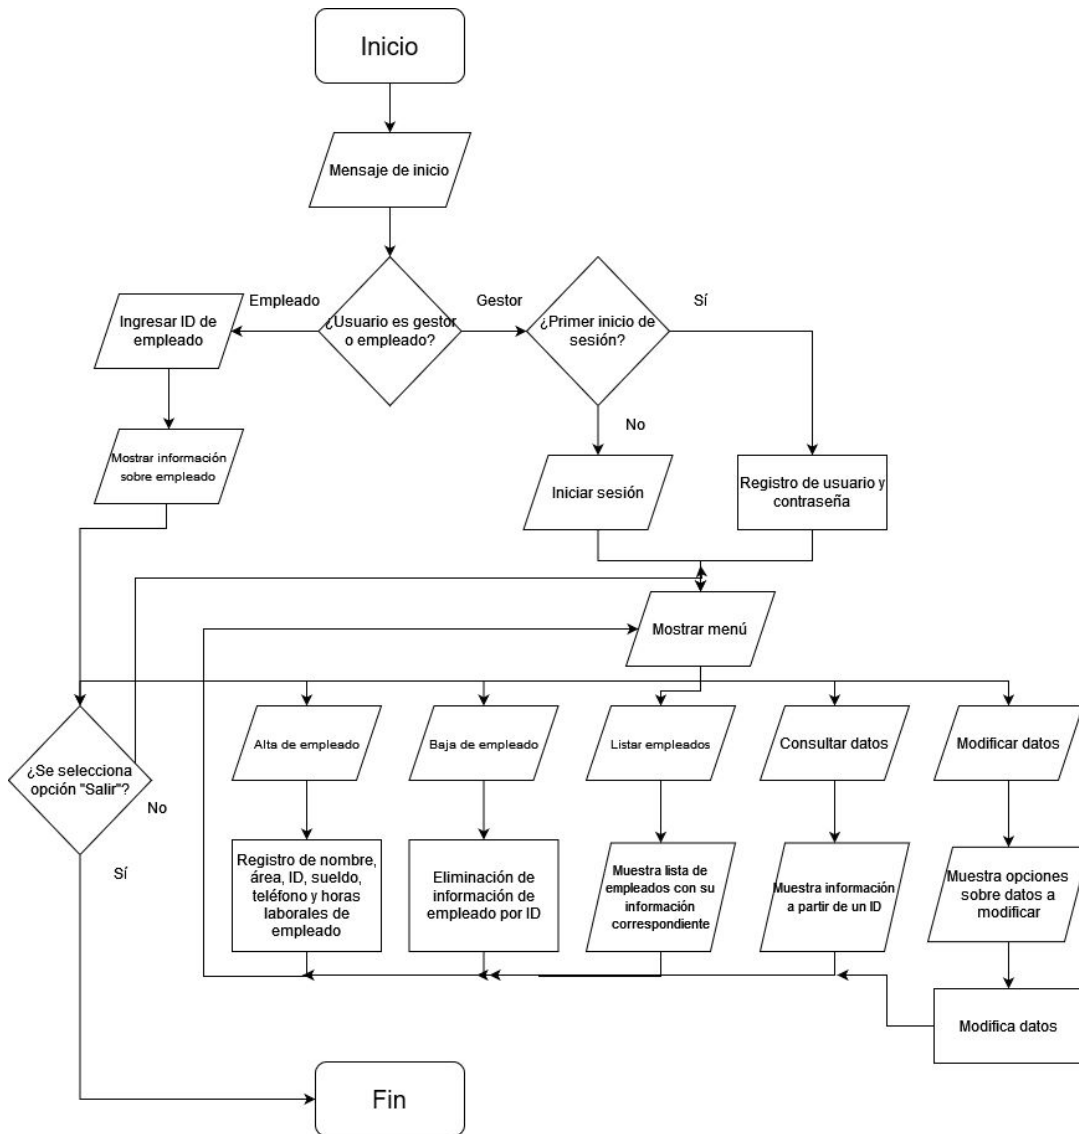 Inicio
Mensaje de inicio
Empleado
Gestor
Sí
Ingresar ID de
empleado
¿Usuario es gestor
o empleado?
¿Primer inicio de
sesión?
No
Mostrar información
sobre empleado
Iniciar sesión
Registro de usuario y
contraseña
Mostrar menú
Alta de empleado
Baja de empleado
Listar empleados
Consultar datos
Modificar datos
¿Se selecciona
opción "Salir"?
No
Sí
Registro de nombre,
área, ID, sueldo,
teléfono y horas
laborales de
empleado
Eliminación de
información de
empleado por ID
Muestra lista de
empleados con su
información
correspondiente
Muestra información
a partir de un ID
Muestra opciones
sobre datos a
modificar
Modifica datos
Fin